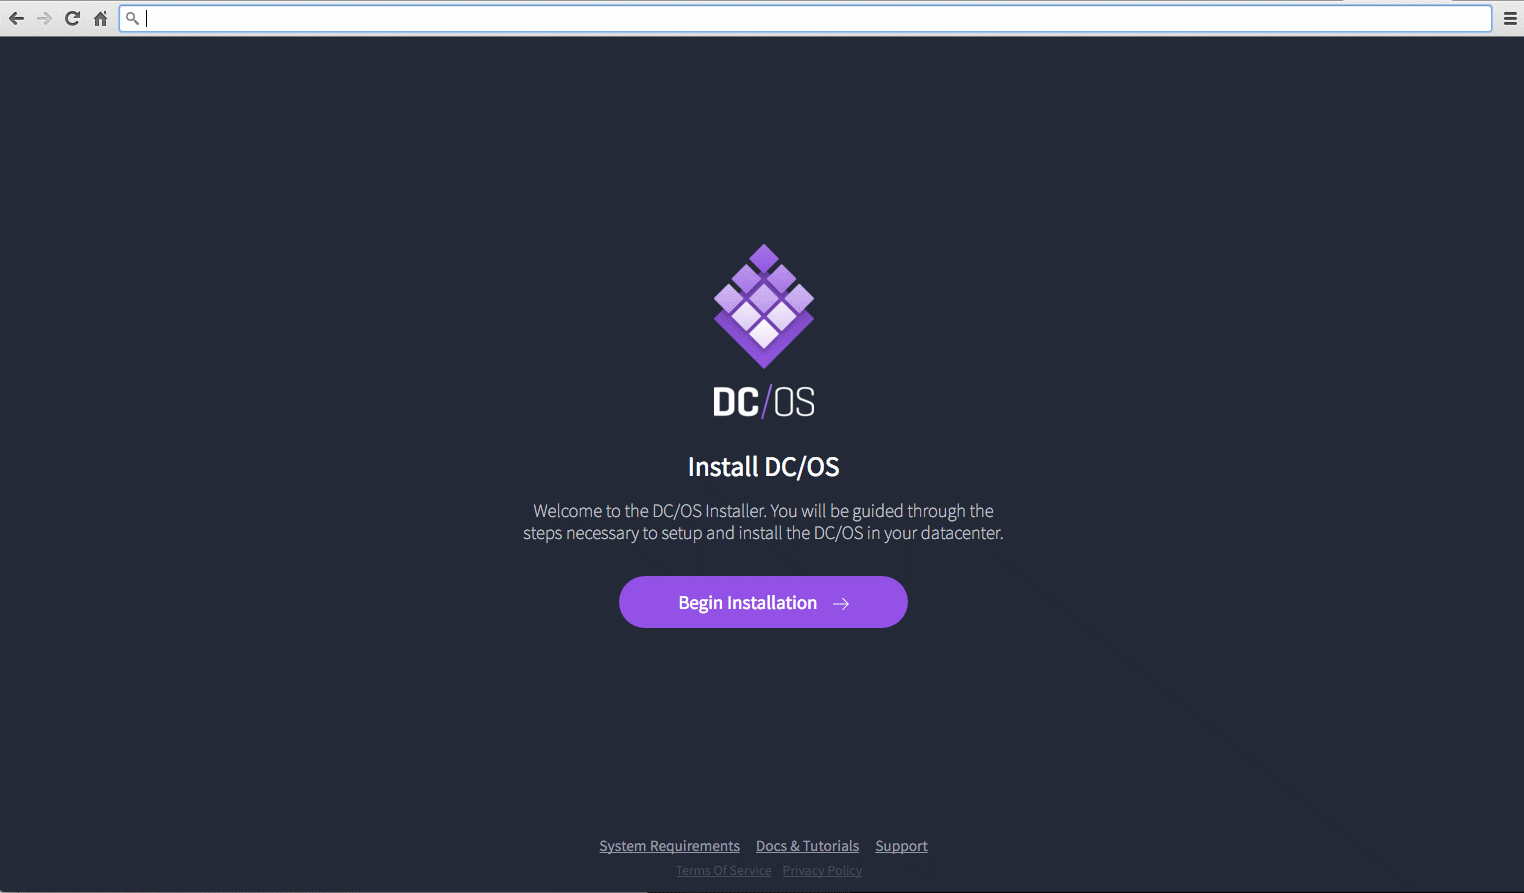 DC/OS
Install DC/OS
Welcome to the DC/OS Installer. You will be guided through the
steps necessary to setup and install the DC/OS in your datacenter.
Begin Installation →
System Requirements Docs & Tutorials Support
Terms Of Service Privacy Policy